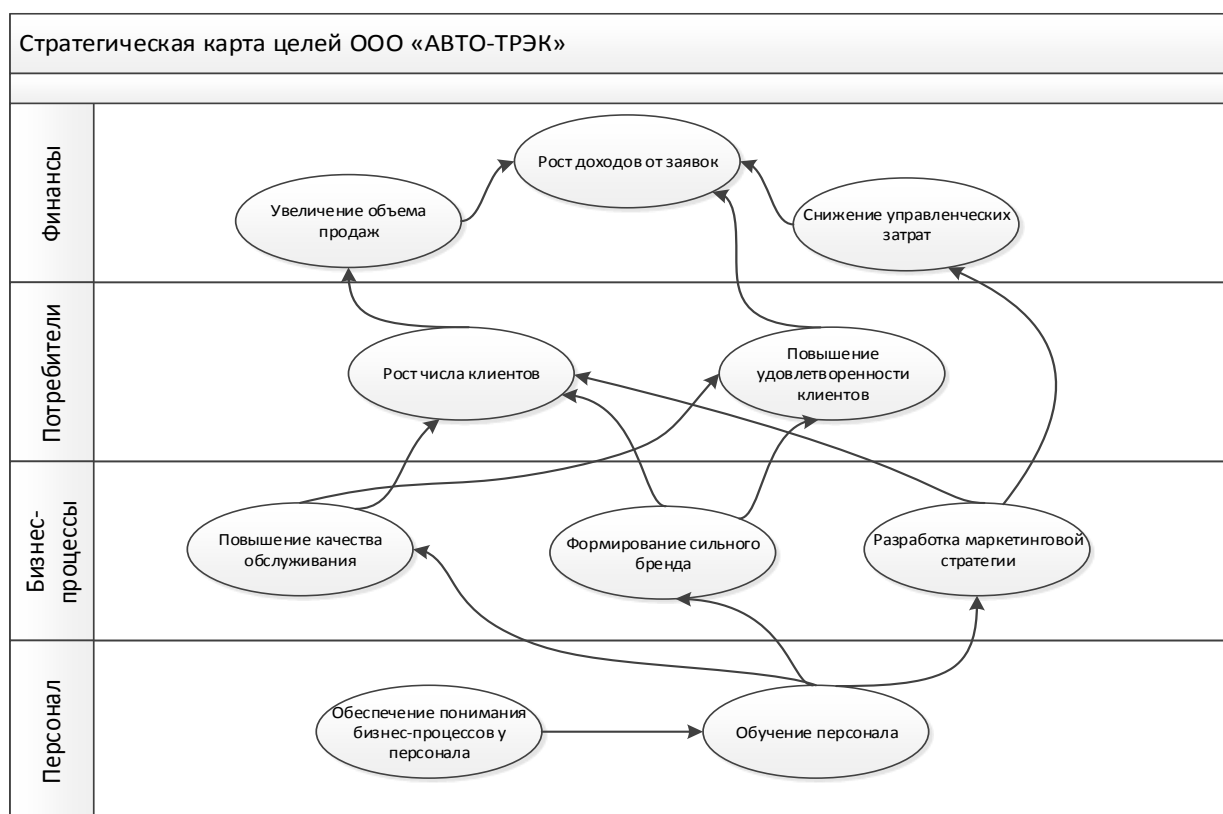 Стратегическая карта целей ООО «АВТО-ТРЭК»
Финансы
Рост доходов от заявок
Увеличение объема
продаж
Снижение управленческих
затрат
Потребители
Рост числа клиентов
Повышение
удовлетворенности
клиентов
Бизнес-
процессы
Повышение качества
обслуживания
Формирование сильного
бренда
Разработка маркетинговой
стратегии
Персонал
Обеспечение понимания
бизнес-процессов у
персонала
Обучение персонала